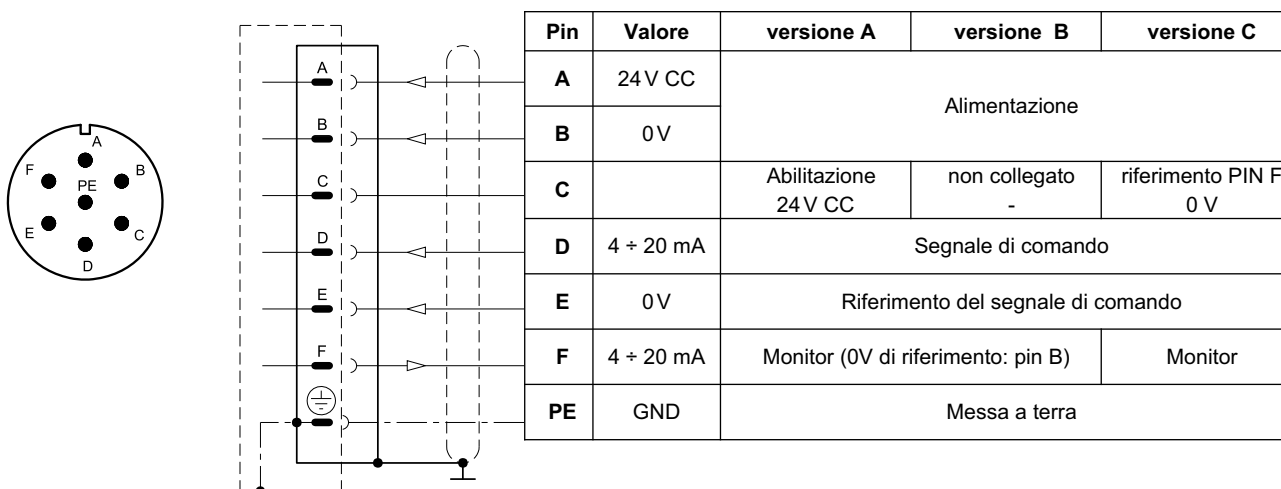 A
F
B
PE
E
C
D
A
B
C
D
E
F
Pin Valore versione A versione B versione C
A 24 V CC Alimentazione
B 0 V
C Abilitazione 24 V CC non collegato - riferimento PIN F 0 V
D 4 ÷ 20 mA Segnale di comando
E 0 V Riferimento del segnale di comando
F 4 ÷ 20 mA Monitor (0V di riferimento: pin B) Monitor
PE GND Messa a terra